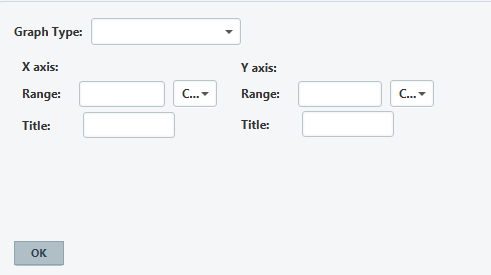 Graph Type:
X axis:
Y axis:
Range:
C...
Range:
C...
Title:
Title:
OK